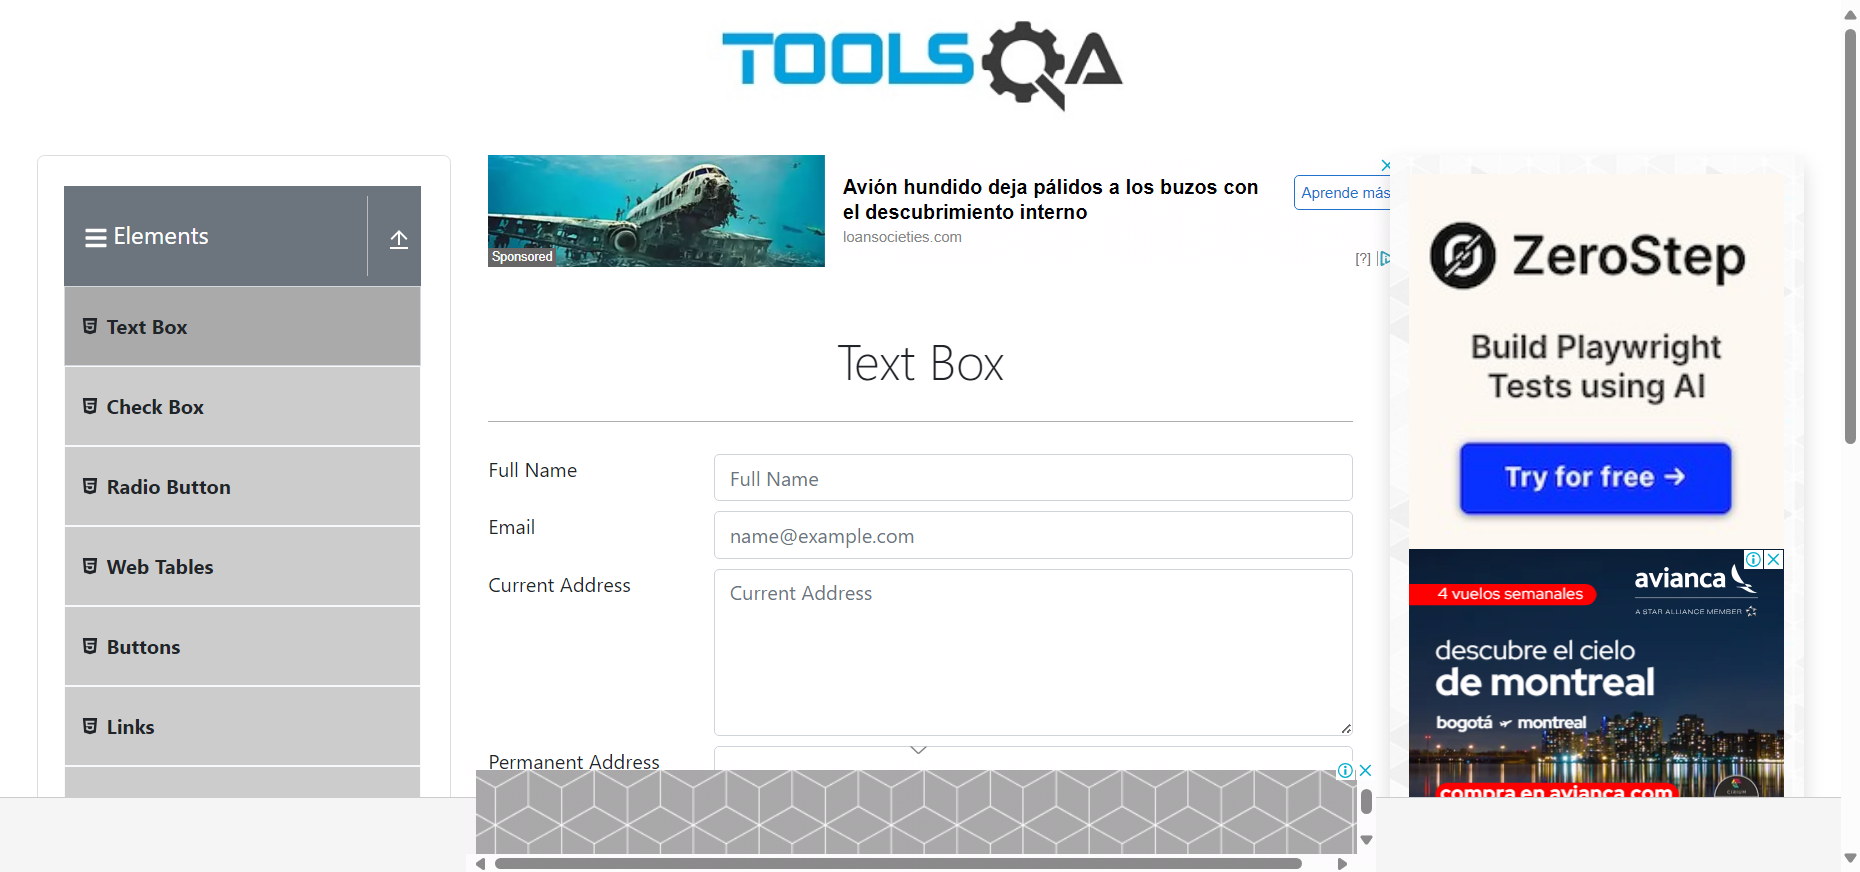 TOOLSQA
Elements
Text Box
Check Box
Radio Button
Web Tables
Buttons
Links
Sponsored
Avión hundido deja pálidos a los buzos con
el descubrimiento interno
loansocieties.com
Aprende más
[?]
Text Box
Full Name
Full Name
Email
name@example.com
Current Address
Current Address
Permanent Address
ZeroStep
Build Playwright
Tests using AI
Try for free →
4 vuelos semanales
avianca
A STAR ALLIANCE MEMBER
descubre el cielo
de montreal
bogotá montreal
compra en avianca.com